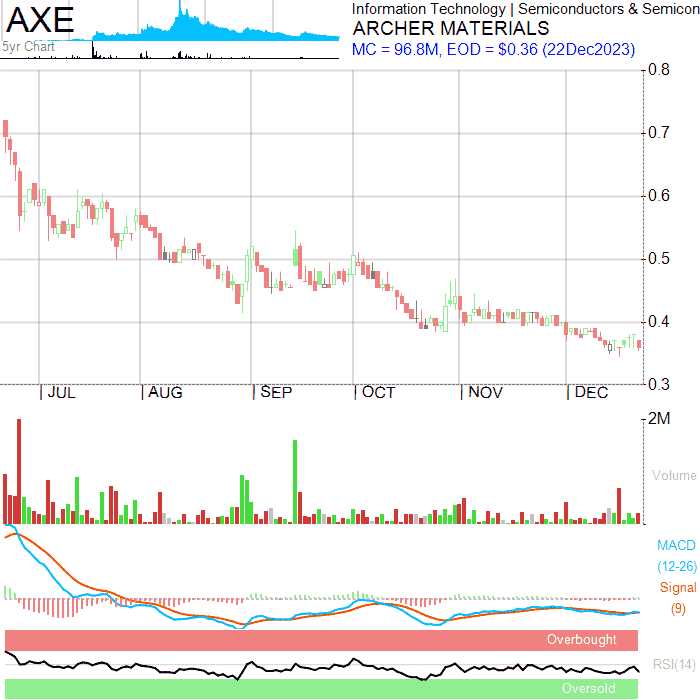 AXE
5yr Chart
Information Technology | Semiconductors & Semicon
ARCHER MATERIALS
MC = 96.8M, EOD = $0.36 (22Dec2023)
0.8
0.7
0.6
0.5
0.4
0.3
JUL
AUG
SEP
OCT
NOV
DEC
2M
Volume
MACD
(12-26)
Signal
(9)
Overbought
RSI(14)
Oversold